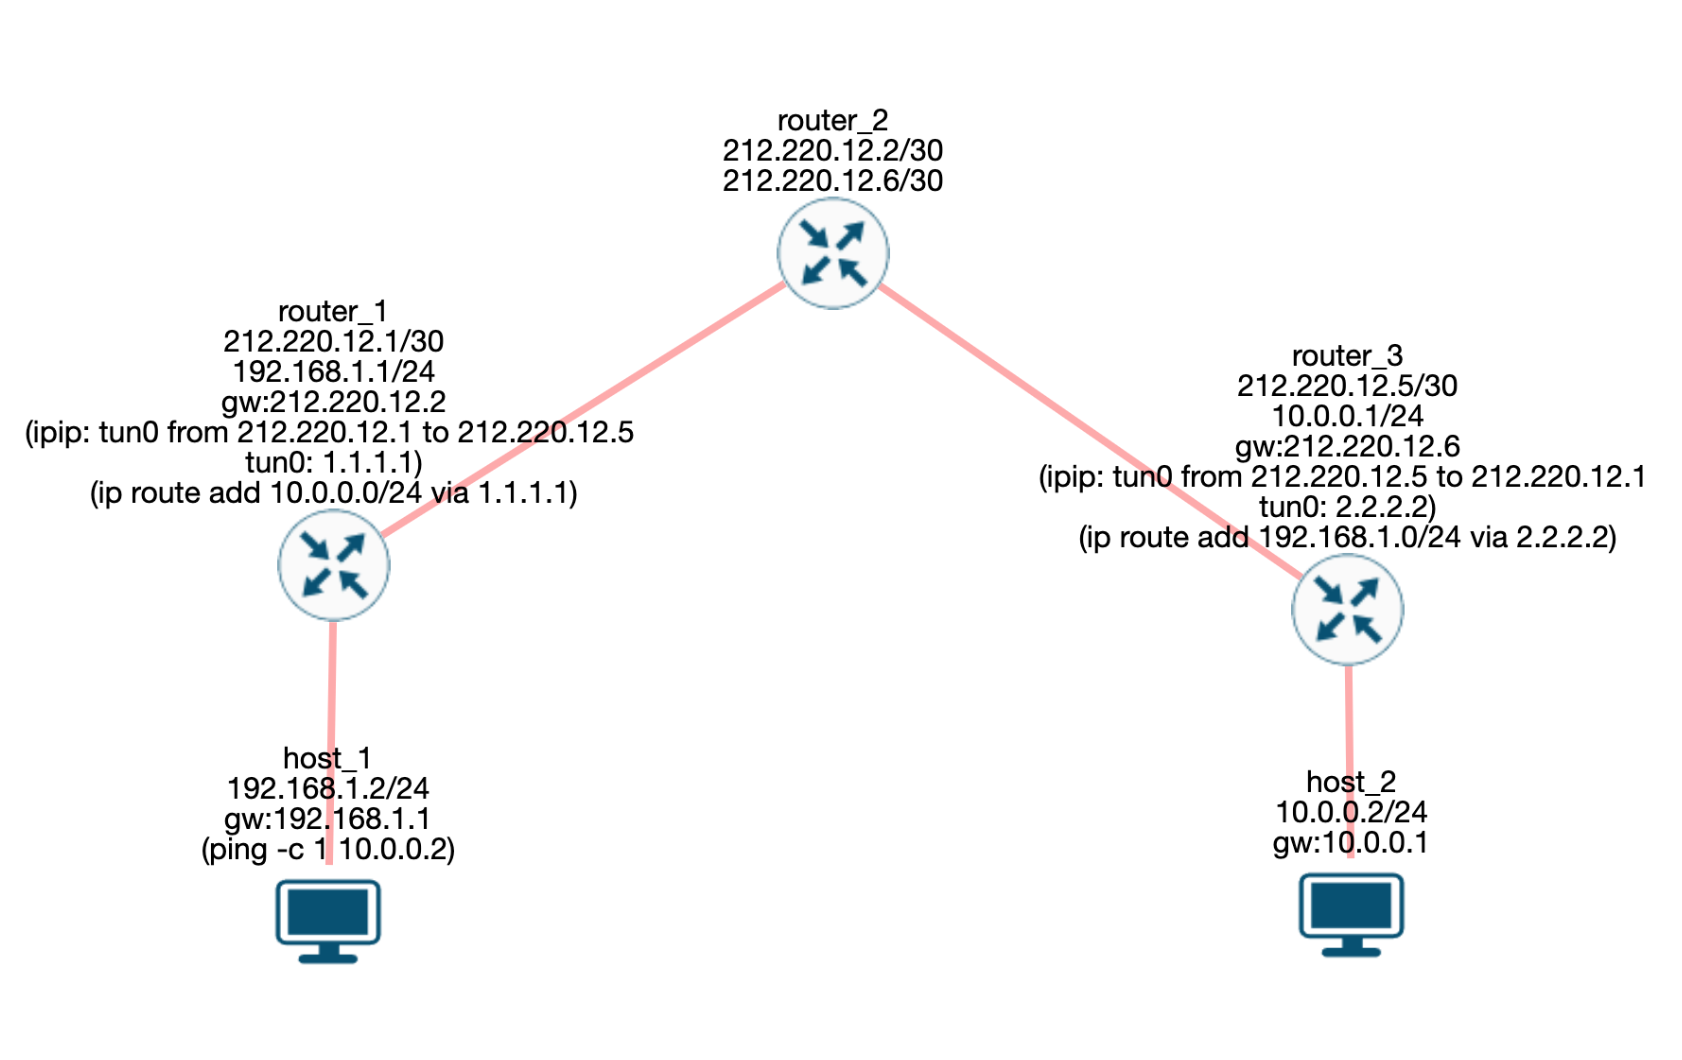 router_2
212.220.12.2/30
212.220.12.6/30
router_1
212.220.12.1/30
192.168.1.1/24
gw:212.220.12.2
(ipip: tun0 from 212.220.12.1 to 212.220.12.5
tun0: 1.1.1.1)
(ip route add 10.0.0.0/24 via 1.1.1.1)
router_3
212.220.12.5/30
10.0.0.1/24
gw:212.220.12.6
(ipip: tun0 from 212.220.12.5 to 212.220.12.1
tun0: 2.2.2.2)
(ip route add 192.168.1.0/24 via 2.2.2.2)
host_1
192.168.1.2/24
gw:192.168.1.1
(ping -c 1 10.0.0.2)
host_2
10.0.0.2/24
gw:10.0.0.1